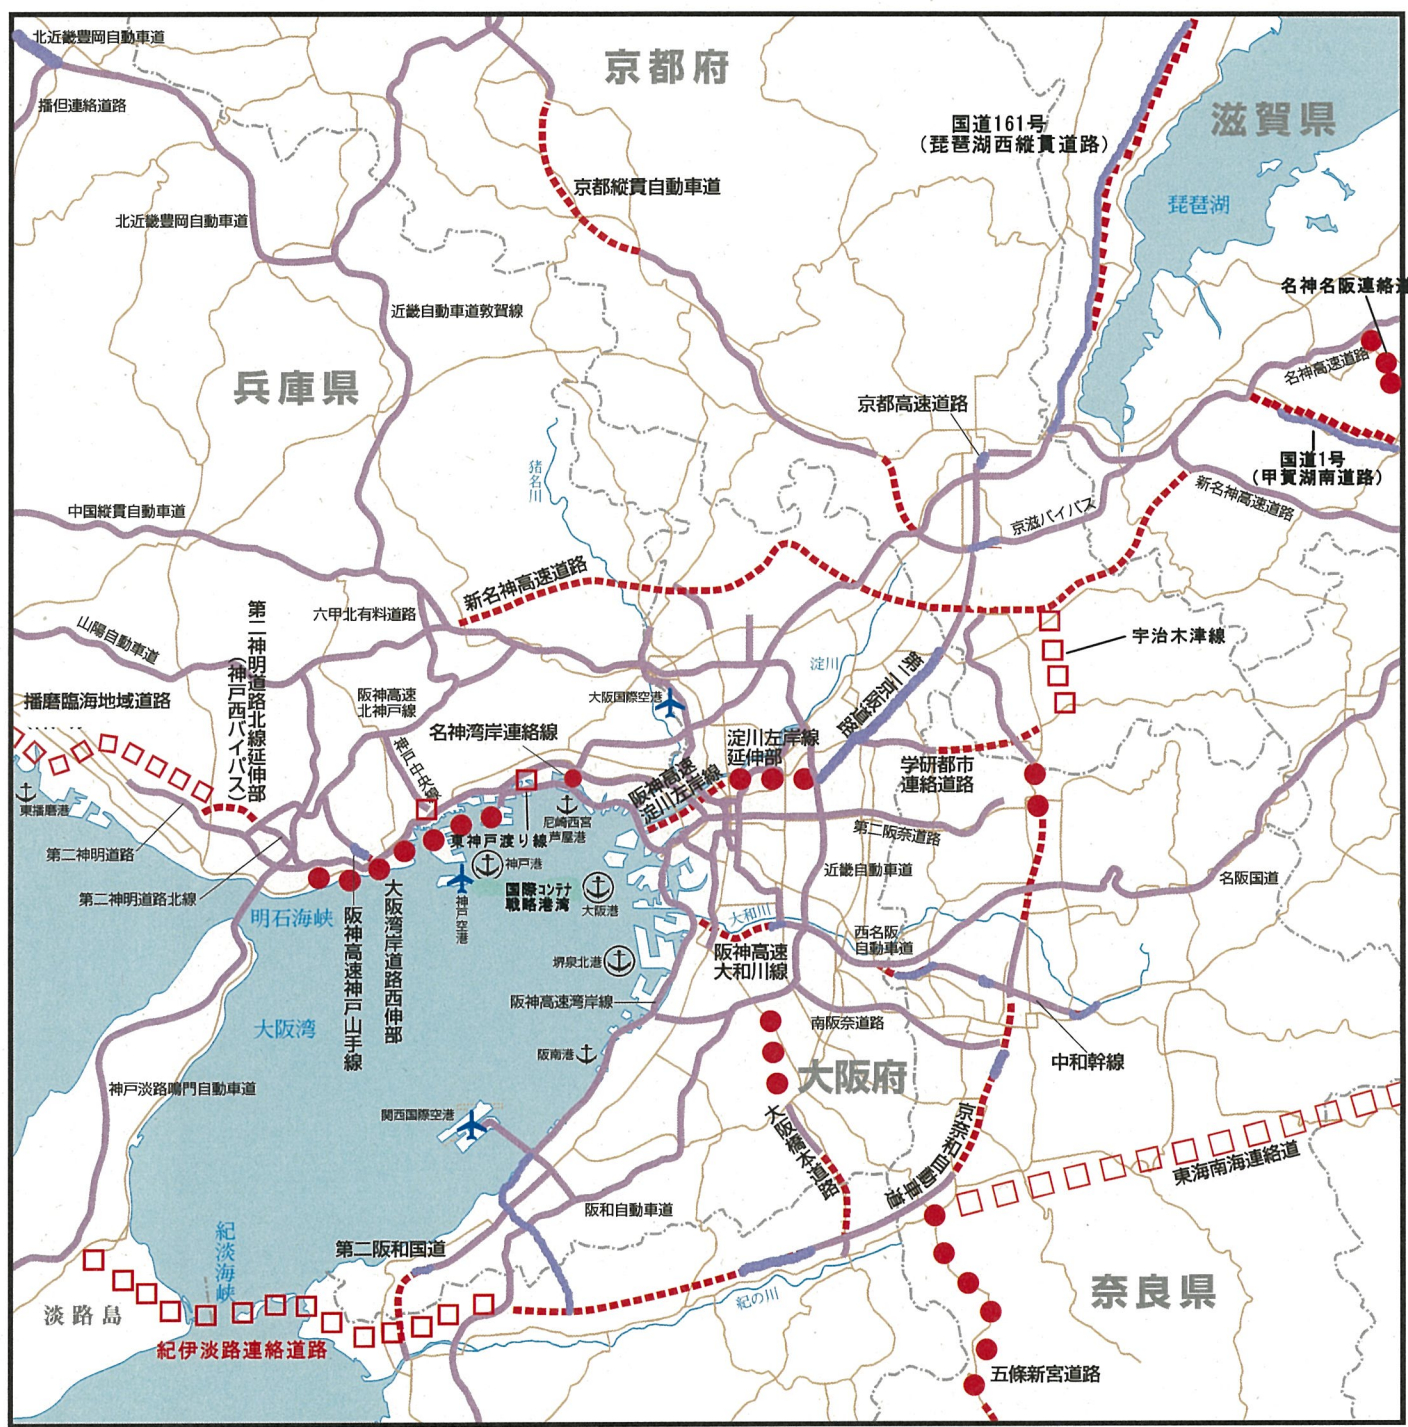 北近畿豊岡自動車道
京都府
播但連絡道路
国道161号
(琵琶湖西縦貫道路)
滋賀県
京都縦貫自動車道
琵琶湖
北近畿豊岡自動車道
名神名阪連絡道
近畿自動車道敦賀線
名神高速道路
兵庫県
京都高速道路
国道1号
(甲賀湖南道路)
猪名川
新名神高速道路
中国縦貫自動車道
京滋バイパス
新名神高速道路
六甲北有料道路
第二神明道路北線延伸部
(神戸西バイパス)
山陽自動車道
宇治木津線
淀川
第二京阪道路
播磨臨海地域道路
阪神高速
北神戸線
大阪国際空港
名神湾岸連絡線
神戸中央線
淀川左岸線
延伸部
学研都市
連絡道路
阪神高速
淀川左岸線
東播磨港
尼崎西宮
芦屋港
東神戸渡り線
第二阪奈道路
第二神明道路
神戸港
近畿自動車道
名阪国道
第二神明道路北線
国際コンテナ
戦略港湾
大阪港
神戸空港
明石海峡
阪神高速神戸山手線
大阪湾岸道路西伸部
大和川
西名阪
自動車道
阪神高速
大和川線
堺泉北港
阪神高速湾岸線
大阪湾
南阪奈道路
阪南港
中和幹線
大阪府
神戸淡路鳴門自動車道
関西国際空港
大阪橋本道路
京奈和自動車道
東海南海連絡道
阪和自動車道
紀淡海峡
第二阪和国道
奈良県
紀の川
淡路島
紀伊淡路連絡道路
五條新宮道路